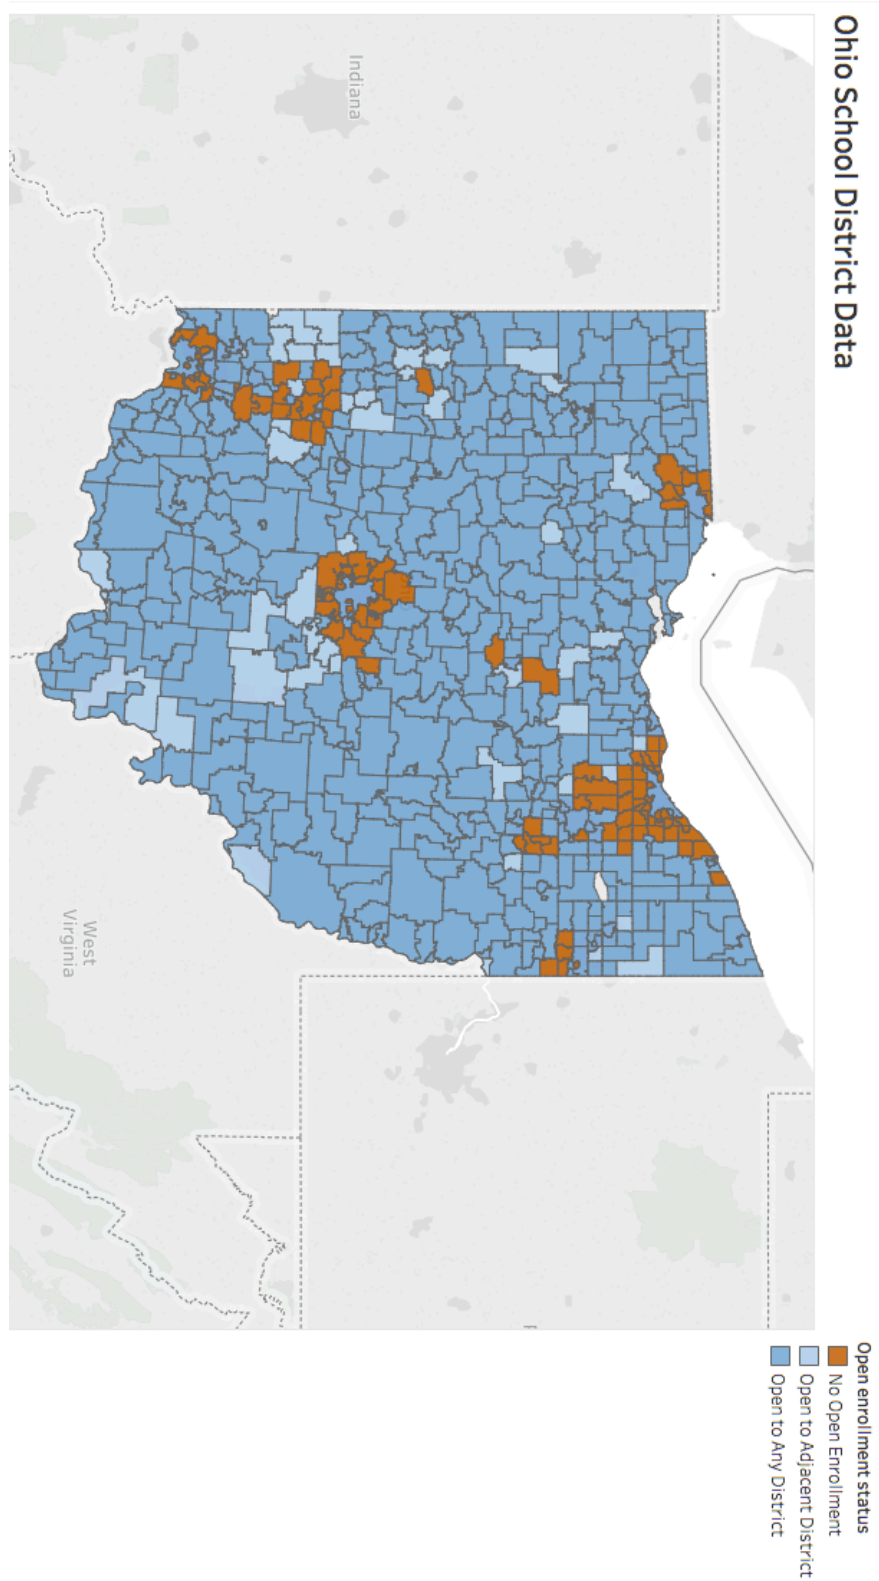 Ohio School District Data
Indiana
West
Virginia
Open enrollment status
No Open Enrollment
Open to Adjacent District
Open to Any District